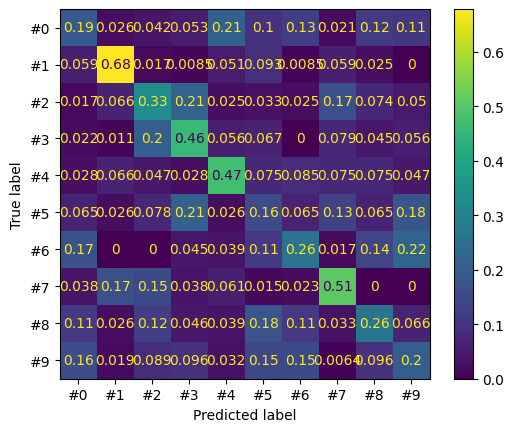 #0 0.19 0.026 0.042 0.053 0.21 0.1 0.13 0.021 0.12 0.11
#1 0.059 0.68 0.017 0.0085 0.051 0.093 0.0085 0.059 0.025 0
#2 0.017 0.066 0.33 0.21 0.025 0.033 0.025 0.17 0.074 0.05
#3 0.022 0.011 0.2 0.46 0.056 0.067 0 0.079 0.045 0.056
#4 0.028 0.066 0.047 0.028 0.47 0.075 0.085 0.075 0.075 0.047
#5 0.065 0.026 0.078 0.21 0.026 0.16 0.065 0.13 0.065 0.18
#6 0.17 0 0 0.045 0.039 0.11 0.26 0.017 0.14 0.22
#7 0.038 0.17 0.15 0.038 0.061 0.015 0.023 0.51 0 0
#8 0.11 0.026 0.12 0.046 0.039 0.18 0.11 0.033 0.26 0.066
#9 0.16 0.019 0.089 0.096 0.032 0.15 0.15 0.0064 0.096 0.2
#0 #1 #2 #3 #4 #5 #6 #7 #8 #9
Predicted label
True label
0.6
0.5
0.4
0.3
0.2
0.1
0.0